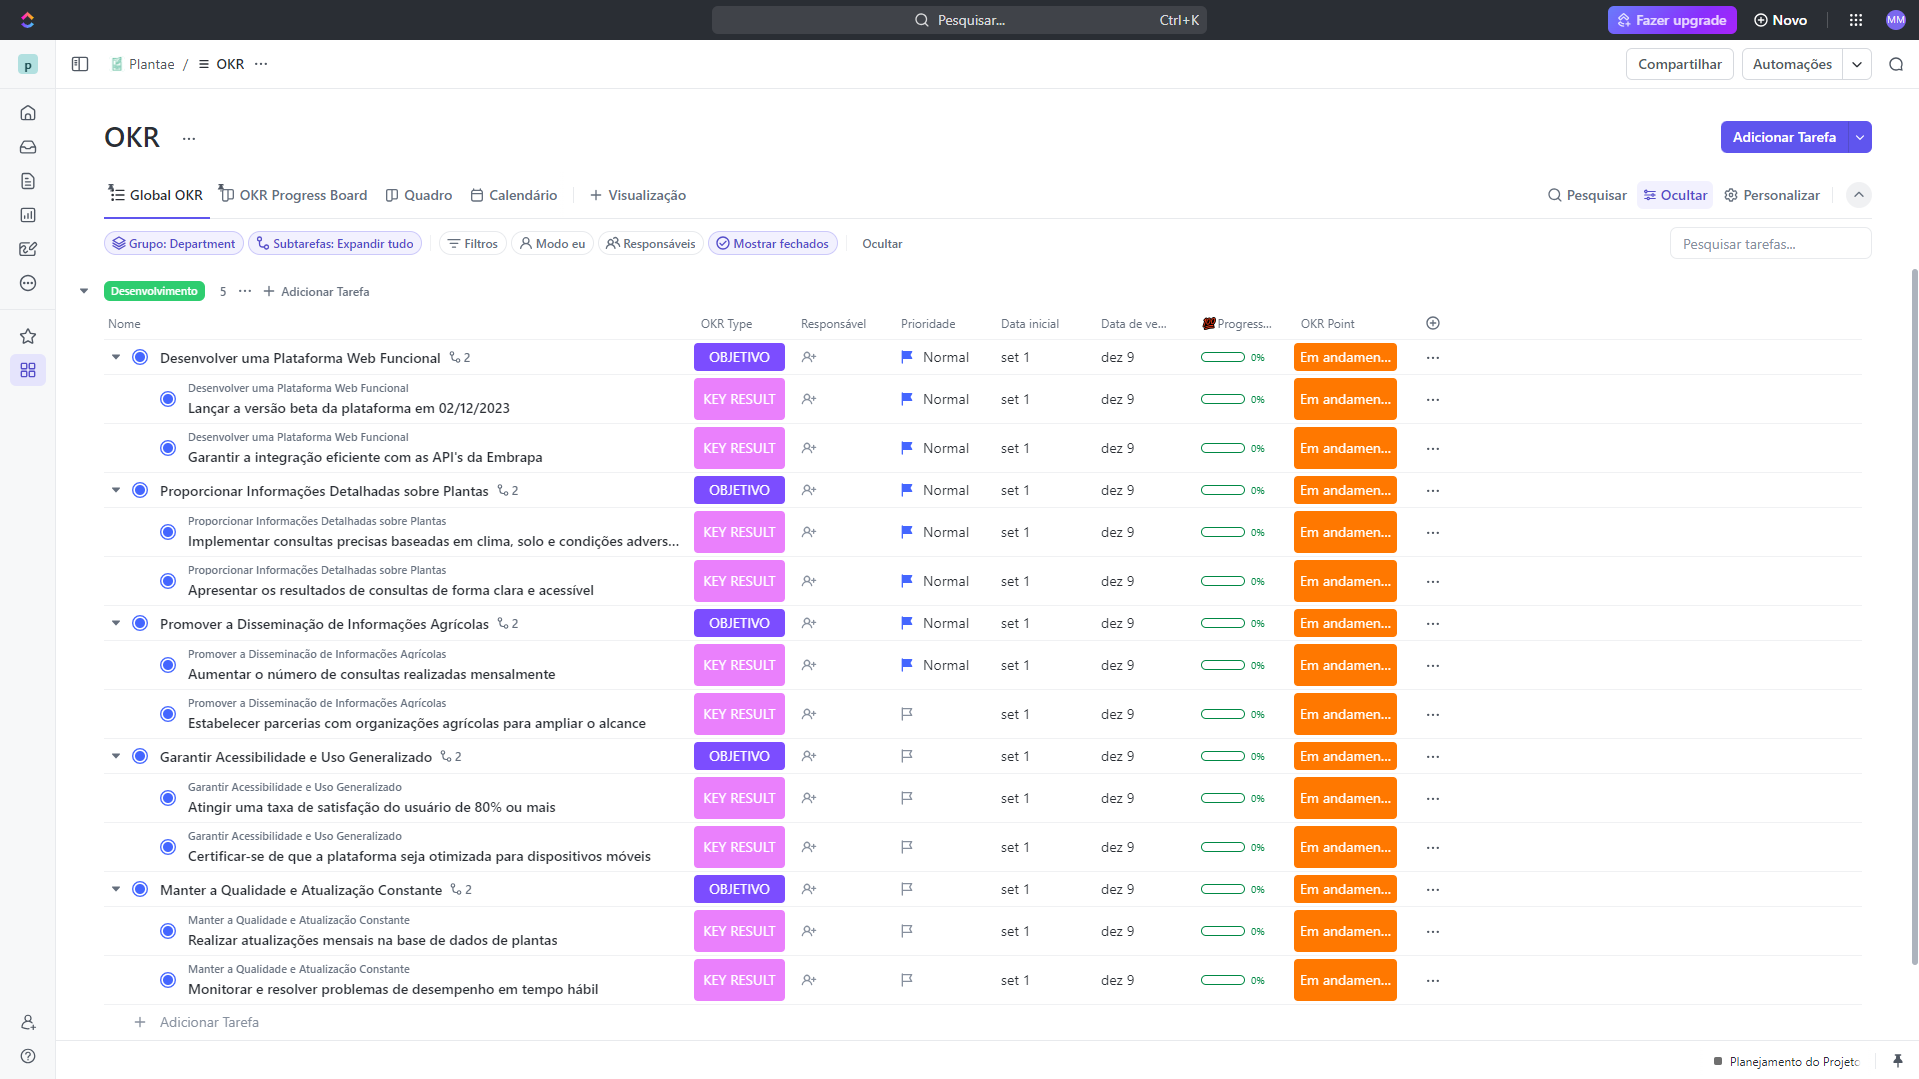 Pesquisar... Ctrl+K
Fazer upgrade
Novo
MM
p
Plantae / OKR ...
Compartilhar
Automações
OKR ...
Adicionar Tarefa
Global OKR
OKR Progress Board
Quadro
Calendário
+ Visualização
Pesquisar
Ocultar
Personalizar
Grupo: Department
Subtarefas: Expandir tudo
Filtros
Modo eu
Responsáveis
Mostrar fechados
Ocultar
Pesquisar tarefas...
Desenvolvimento 5 ... + Adicionar Tarefa
Nome OKR Type Responsável Prioridade Data inicial Data de ve... Progress... OKR Point
Desenvolver uma Plataforma Web Funcional 2 OBJETIVO Normal set 1 dez 9 0% Em andamen... ...
Desenvolver uma Plataforma Web Funcional
Lançar a versão beta da plataforma em 02/12/2023 KEY RESULT Normal set 1 dez 9 0% Em andamen... ...
Desenvolver uma Plataforma Web Funcional
Garantir a integração eficiente com as API's da Embrapa KEY RESULT Normal set 1 dez 9 0% Em andamen... ...
Proporcionar Informações Detalhadas sobre Plantas 2 OBJETIVO Normal set 1 dez 9 0% Em andamen... ...
Proporcionar Informações Detalhadas sobre Plantas
Implementar consultas precisas baseadas em clima, solo e condições advers... KEY RESULT Normal set 1 dez 9 0% Em andamen... ...
Proporcionar Informações Detalhadas sobre Plantas
Apresentar os resultados de consultas de forma clara e acessível KEY RESULT Normal set 1 dez 9 0% Em andamen... ...
Promover a Disseminação de Informações Agrícolas 2 OBJETIVO Normal set 1 dez 9 0% Em andamen... ...
Promover a Disseminação de Informações Agrícolas
Aumentar o número de consultas realizadas mensalmente KEY RESULT Normal set 1 dez 9 0% Em andamen... ...
Promover a Disseminação de Informações Agrícolas
Estabelecer parcerias com organizações agrícolas para ampliar o alcance KEY RESULT set 1 dez 9 0% Em andamen... ...
Garantir Acessibilidade e Uso Generalizado 2 OBJETIVO set 1 dez 9 0% Em andamen... ...
Garantir Acessibilidade e Uso Generalizado
Atingir uma taxa de satisfação do usuário de 80% ou mais KEY RESULT set 1 dez 9 0% Em andamen... ...
Garantir Acessibilidade e Uso Generalizado
Certificar-se de que a plataforma seja otimizada para dispositivos móveis KEY RESULT set 1 dez 9 0% Em andamen... ...
Manter a Qualidade e Atualização Constante 2 OBJETIVO set 1 dez 9 0% Em andamen... ...
Manter a Qualidade e Atualização Constante
Realizar atualizações mensais na base de dados de plantas KEY RESULT set 1 dez 9 0% Em andamen... ...
Manter a Qualidade e Atualização Constante
Monitorar e resolver problemas de desempenho em tempo hábil KEY RESULT set 1 dez 9 0% Em andamen... ...
+ Adicionar Tarefa
Planejamento do Projeto